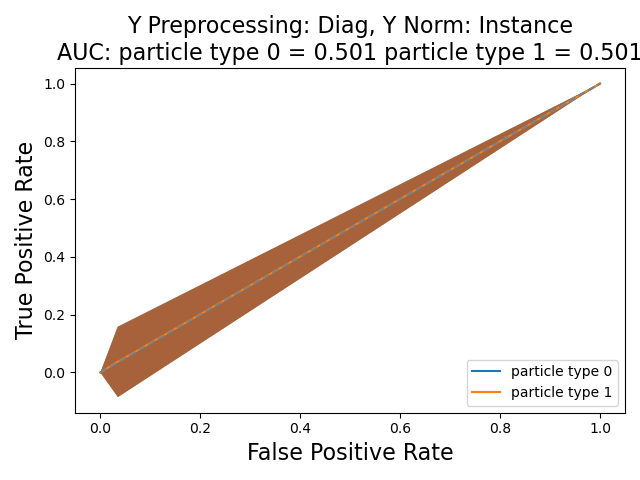 Y Preprocessing: Diag, Y Norm: Instance
AUC: particle type 0 = 0.501 particle type 1 = 0.501
1.0
0.8
0.6
0.4
0.2
0.0
True Positive Rate
particle type 0
particle type 1
0.0 0.2 0.4 0.6 0.8 1.0
False Positive Rate